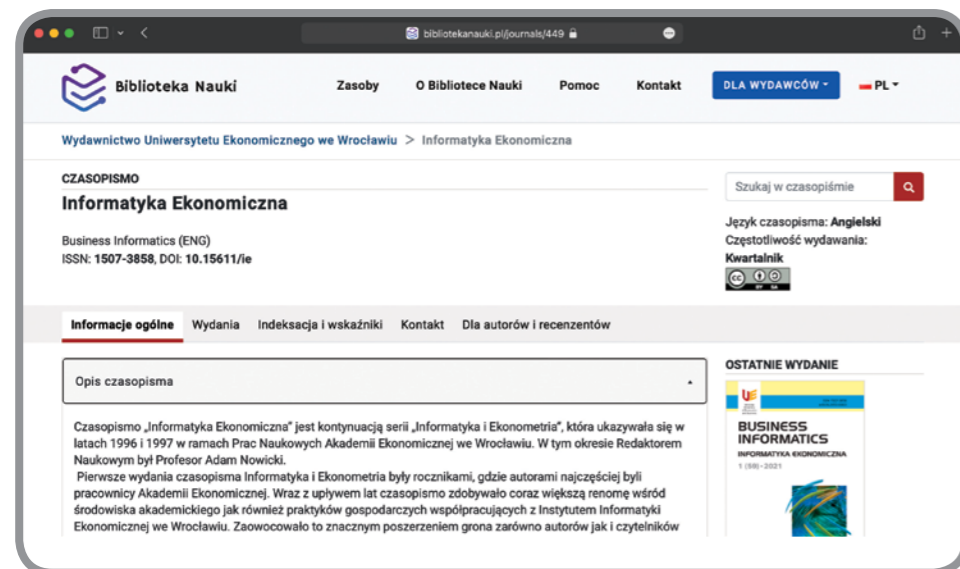 bibliotekanauki.pl/journals/449
Biblioteka Nauki
Zasoby
O Bibliotece Nauki
Pomoc
Kontakt
DLA WYDAWCÓW
PL
Wydawnictwo Uniwersytetu Ekonomicznego we Wrocławiu > Informatyka Ekonomiczna
CZASOPISMO
Informatyka Ekonomiczna
Business Informatics (ENG)
ISSN: 1507-3858, DOI: 10.15611/ie
Szukaj w czasopiśmie
Język czasopisma: Angielski
Częstotliwość wydawania:
Kwartalnik
cc
BY SA
Informacje ogólne
Wydania
Indeksacja i wskaźniki
Kontakt
Dla autorów i recenzentów
Opis czasopisma
Czasopismo „Informatyka Ekonomiczna” jest kontynuacją serii „Informatyka i Ekonometria”, która ukazywała się w
latach 1996 i 1997 w ramach Prac Naukowych Akademii Ekonomicznej we Wrocławiu. W tym okresie Redaktorem
Naukowym był Profesor Adam Nowicki.
Pierwsze wydania czasopisma Informatyka i Ekonometria były rocznikami, gdzie autorami najczęściej byli
pracownicy Akademii Ekonomicznej. Wraz z upływem lat czasopismo zdobywało coraz większą renomę wśród
środowiska akademickiego jak również praktyków gospodarczych współpracujących z Instytutem Informatyki
Ekonomicznej we Wrocławiu. Zaowocowało to znacznym poszerzeniem grona zarówno autorów jak i czytelników
OSTATNIE WYDANIE
UE
BUSINESS
INFORMATICS
INFORMATYKA EKONOMICZNA
1 (59)-2021